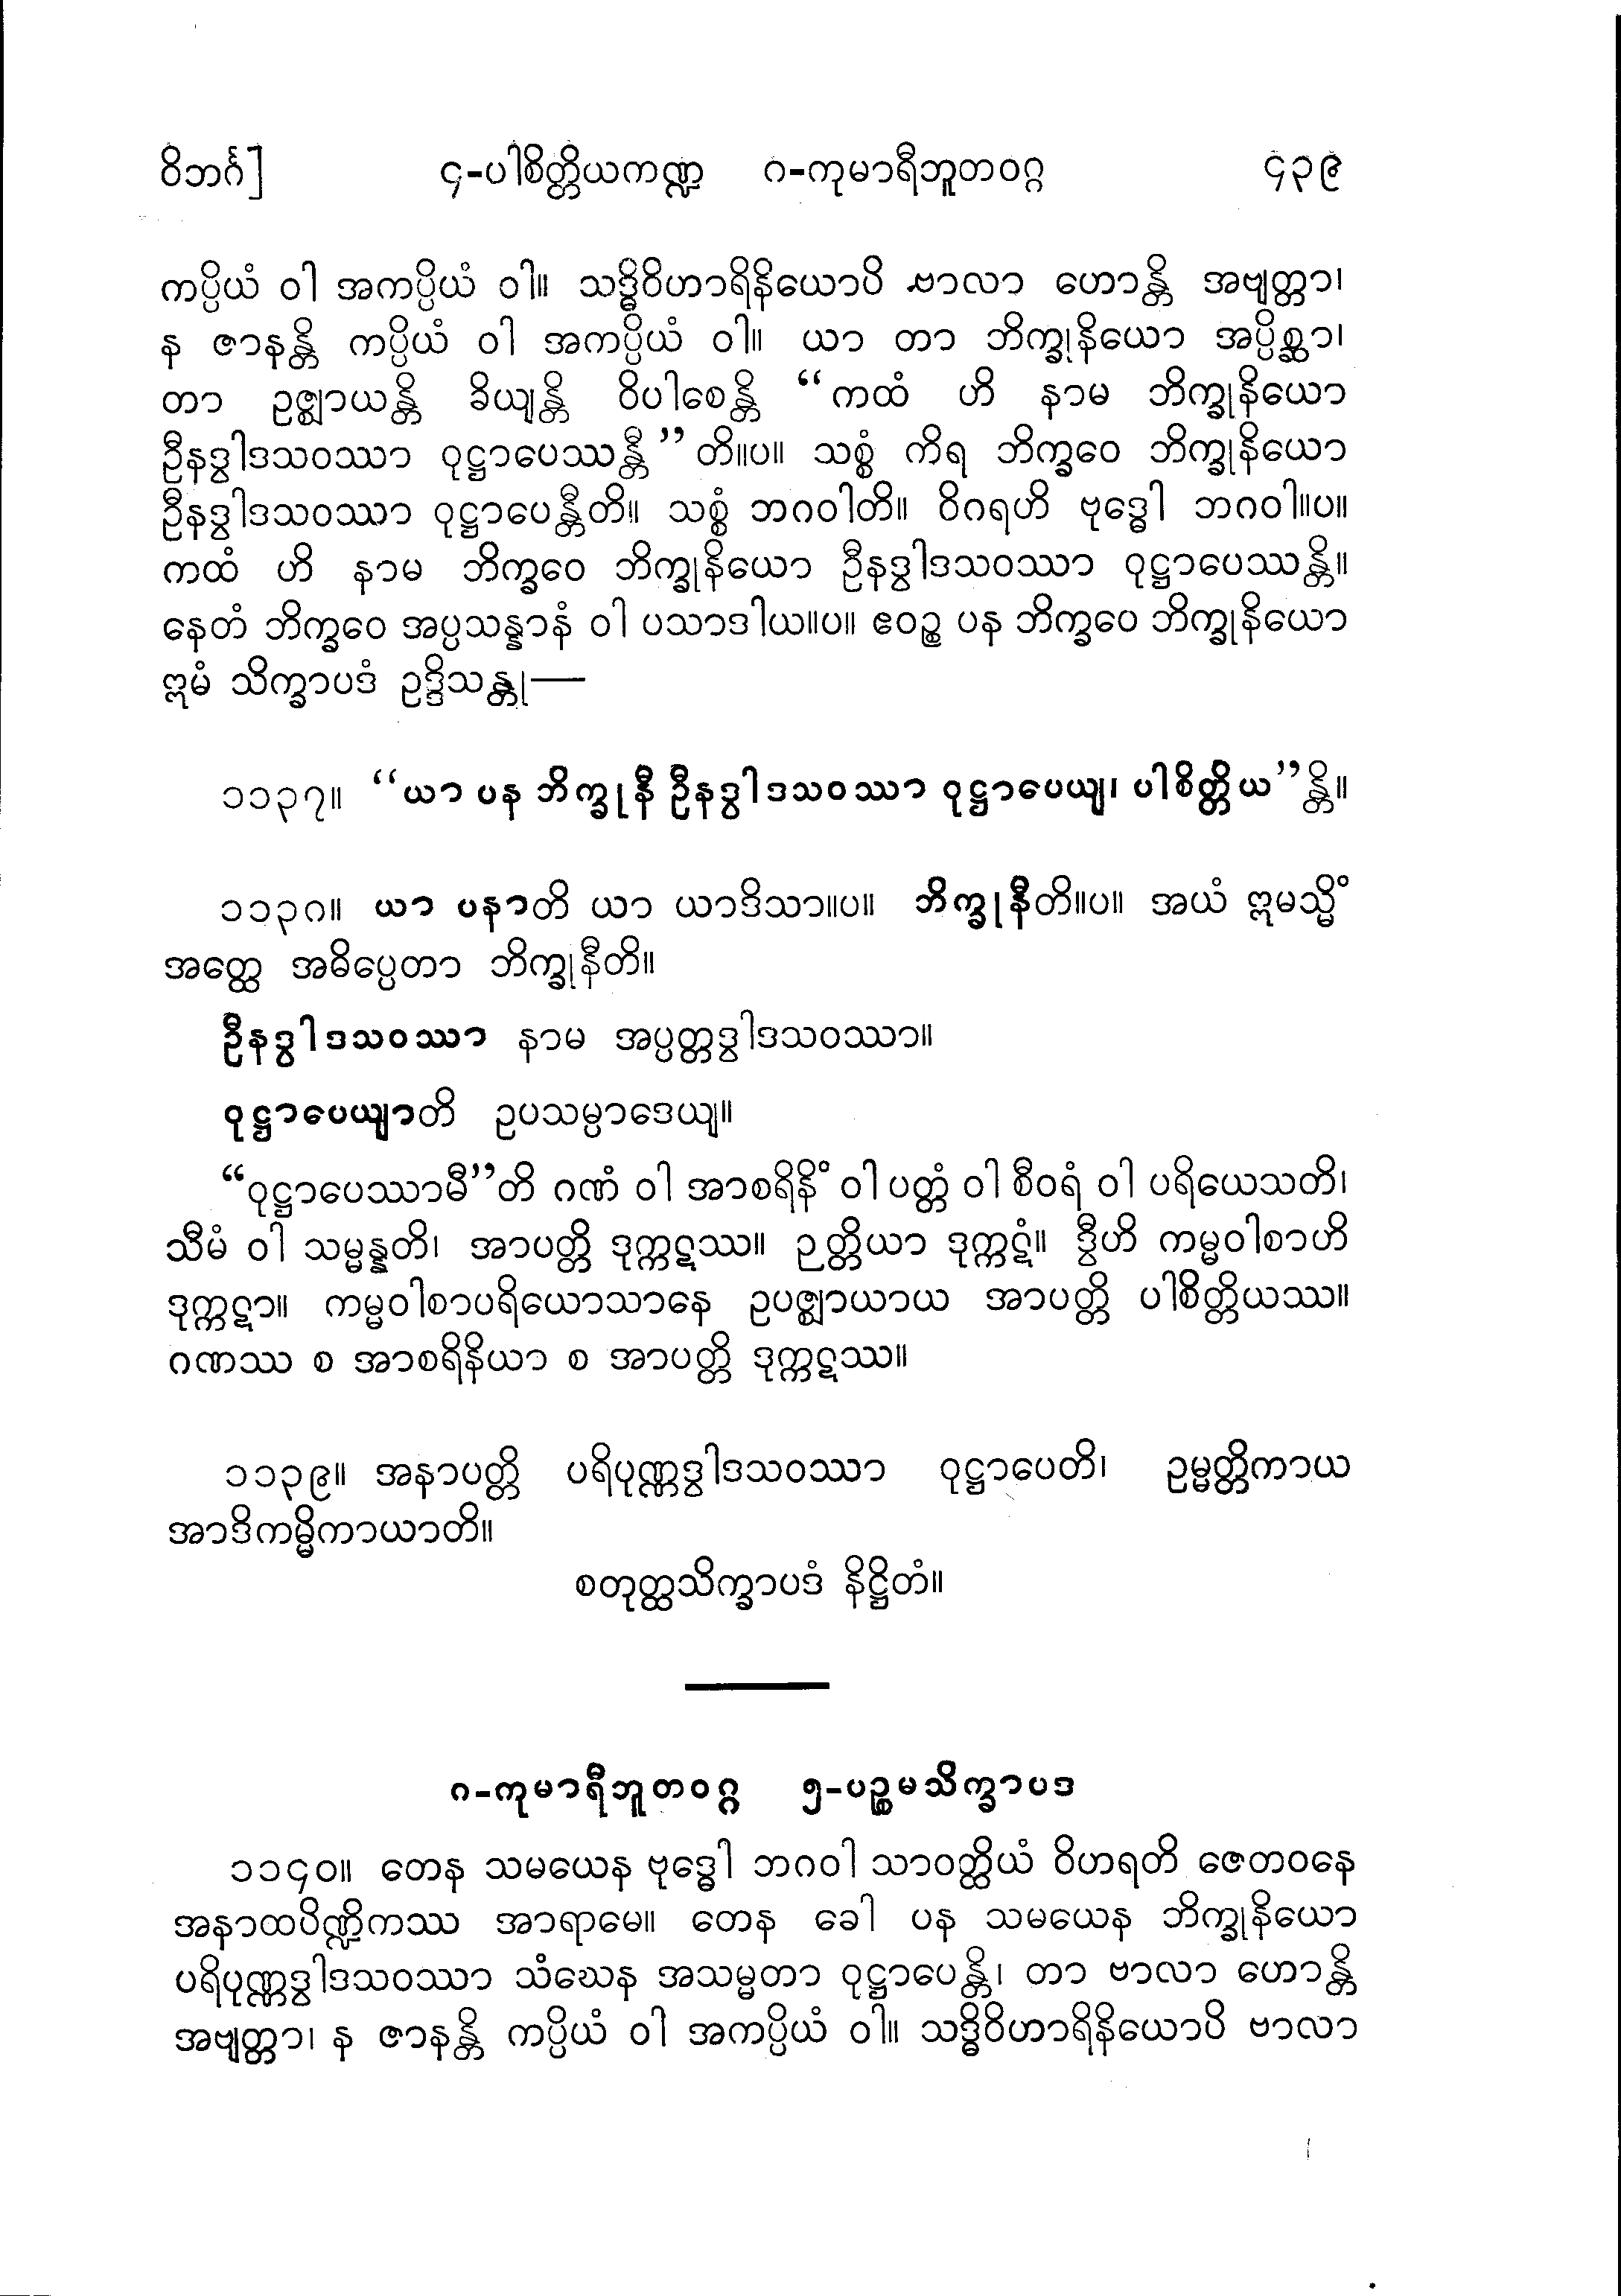 ဝိဘင်္ဂ]	၄-ပါစိတ္တိယကဏ္ဍ ဂ-ကုမာရီဘူတဝဂ္ဂ	၄၃၉
ကပ္ပိယံ ဝါ အကပ္ပိယံ ဝါ။ သဒ္ဓိဝိဟာရိနိယောပိ ဗာလာ ဟောန္တိ အဗျတ္တာ၊
န ဇာနန္တိ ကပ္ပိယံ ဝါ အကပ္ပိယံ ဝါ။ ယာ တာ ဘိက္ခုနိယော အပ္ပိစ္ဆာ၊
တာ ဥဇ္ဈာယန္တိ ခိယျန္တိ ဝိပါစေန္တိ “ကထံ ဟိ နာမ ဘိက္ခုနိယော
ဦနဒွါဒသဝဿာ ဝုဋ္ဌာပေဿန္တီ”တိ။ပ။ သစ္စံ ကိရ ဘိက္ခဝေ ဘိက္ခုနိယော
ဦနဒွါဒသဝဿာ ဝုဋ္ဌာပေန္တီတိ။ သစ္စံ ဘဂဝါတိ။ ဝိဂရဟိ ဗုဒ္ဓေါ ဘဂဝါ။ပ။
ကထံ ဟိ နာမ ဘိက္ခဝေ ဘိက္ခုနိယော ဦနဒွါဒသဝဿာ ဝုဋ္ဌာပေဿန္တိ။
နေတံ ဘိက္ခဝေ အပ္ပသန္နာနံ ဝါ ပသာဒါယ။ပ။ ဧဝဉ္စ ပန ဘိက္ခဝေ ဘိက္ခုနိယော
ဣမံ သိက္ခာပဒံ ဥဒ္ဒိသန္တု—
၁၁၃၇။ “ယာ ပန ဘိက္ခုနီ ဦနဒွါဒသဝဿာ ဝုဋ္ဌာပေယျ၊ ပါစိတ္တိယ”န္တိ။
၁၁၃၈။ ယာ ပနာတိ ယာ ယာဒိသာ။ပ။ ဘိက္ခုနီတိ။ပ။ အယံ ဣမသ္မိံ
အတ္ထေ အဓိပ္ပေတာ ဘိက္ခုနီတိ။
ဦနဒွါဒသဝဿာ နာမ အပ္ပတ္တဒွါဒသဝဿာ။
ဝုဋ္ဌာပေယျာတိ ဥပသမ္ပာဒေယျ။
“ဝုဋ္ဌာပေဿာမီ”တိ ဂဏံ ဝါ အာစရိနိံ ဝါ ပတ္တံ ဝါ စီဝရံ ဝါ ပရိယေသတိ၊
သီမံ ဝါ သမ္မန္နတိ၊ အာပတ္တိ ဒုက္ကဋဿ။ ဉတ္တိယာ ဒုက္ကဋံ။ ဒွီဟိ ကမ္မဝါစာဟိ
ဒုက္ကဋာ။ ကမ္မဝါစာပရိယောသာနေ ဥပဇ္ဈာယာယ အာပတ္တိ ပါစိတ္တိယဿ။
ဂဏဿ စ အာစရိနိယာ စ အာပတ္တိ ဒုက္ကဋဿ။
၁၁၃၉။ အနာပတ္တိ ပရိပုဏ္ဏဒွါဒသဝဿာ ဝုဋ္ဌာပေတိ၊ ဥမ္မတ္တိကာယ
အာဒိကမ္မိကာယာတိ။
စတုတ္ထသိက္ခာပဒံ နိဋ္ဌိတံ။
ဂ-ကုမာရီဘူတဝဂ္ဂ ၅-ပဉ္စမသိက္ခာပဒ
၁၁၄၀။ တေန သမယေန ဗုဒ္ဓေါ ဘဂဝါ သာဝတ္ထိယံ ဝိဟရတိ ဇေတဝနေ
အနာထပိဏ္ဍိကဿ အာရာမေ။ တေန ခေါ ပန သမယေန ဘိက္ခုနိယော
ပရိပုဏ္ဏဒွါဒသဝဿာ သံဃေန အသမ္မတာ ဝုဋ္ဌာပေန္တိ၊ တာ ဗာလာ ဟောန္တိ
အဗျတ္တာ၊ န ဇာနန္တိ ကပ္ပိယံ ဝါ အကပ္ပိယံ ဝါ။ သဒ္ဓိဝိဟာရိနိယောပိ ဗာလာ